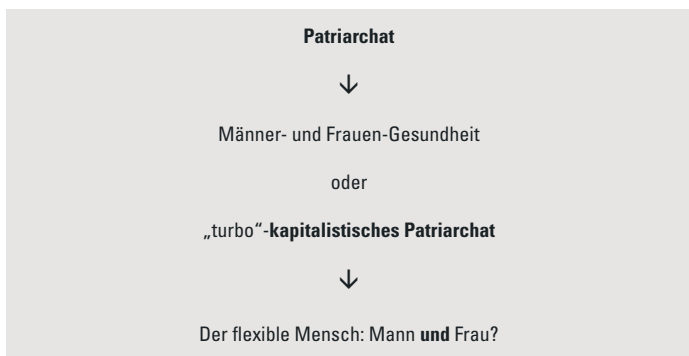 Patriarchat
↓
Männer- und Frauen-Gesundheit
oder
„turbo“-kapitalistisches Patriarchat
↓
Der flexible Mensch: Mann und Frau?